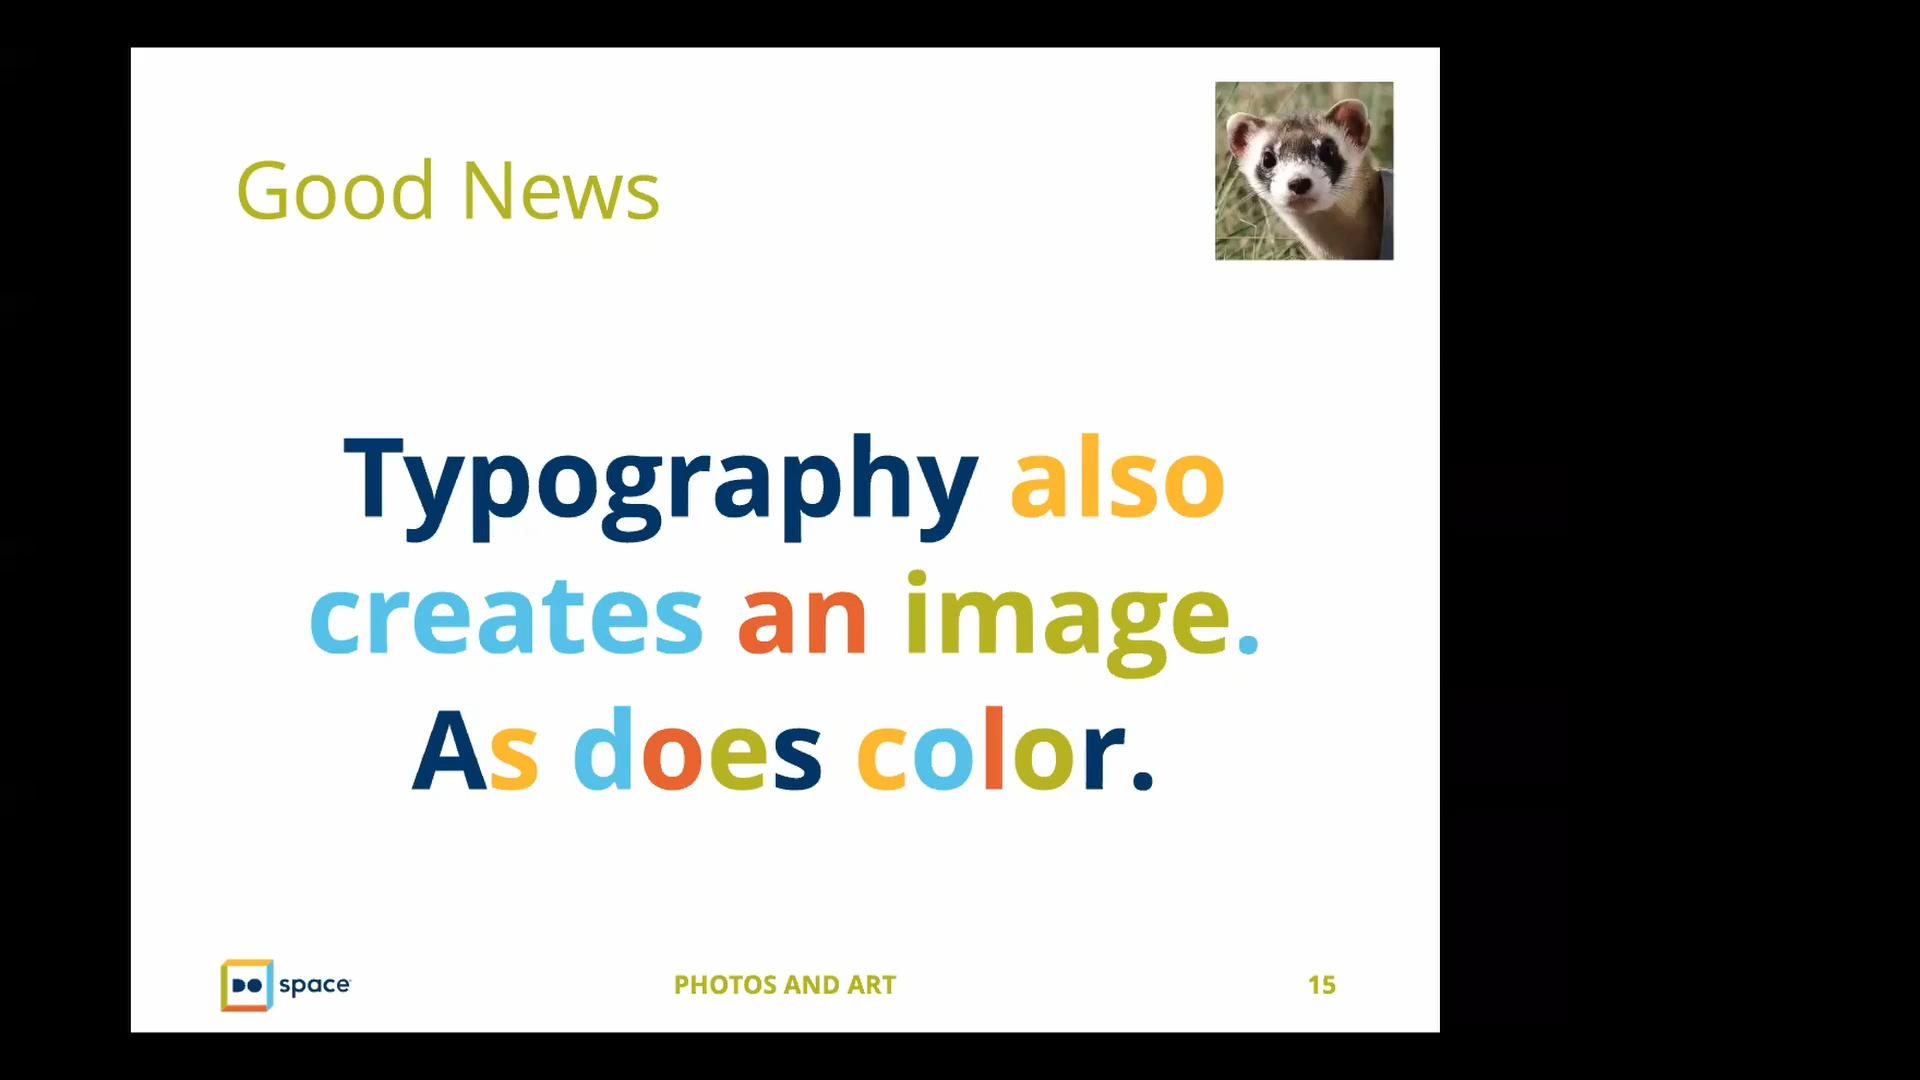 Good News
Typography also
creates an image.
As does color.
DO space
PHOTOS AND ART
15